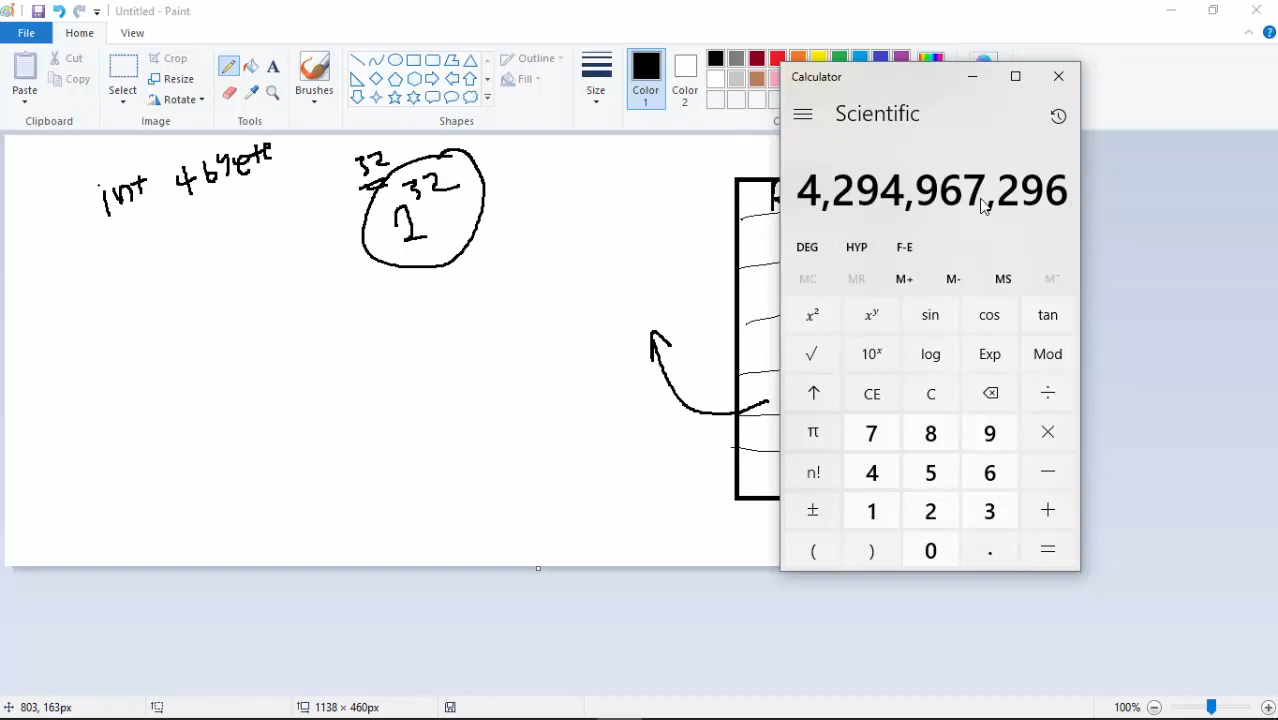 Untitled - Paint
File Home View
Paste
Cut
Copy
Clipboard
Select
Crop
Resize
Rotate
Image
A
Tools
Brushes
Shapes
Outline
Fill
Size
Color 1
Color 2
int 4 byte
32
2 32
Calculator
Scientific
4,294,967,296
DEG HYP F-E
MC MR M+ M- MS M˅
x² xʸ sin cos tan
√ 10ˣ log Exp Mod
↑ CE C ⌫ ÷
π 7 8 9 ×
n! 4 5 6 −
± 1 2 3 +
( ) 0 . =
803, 163px
1138 × 460px
100%